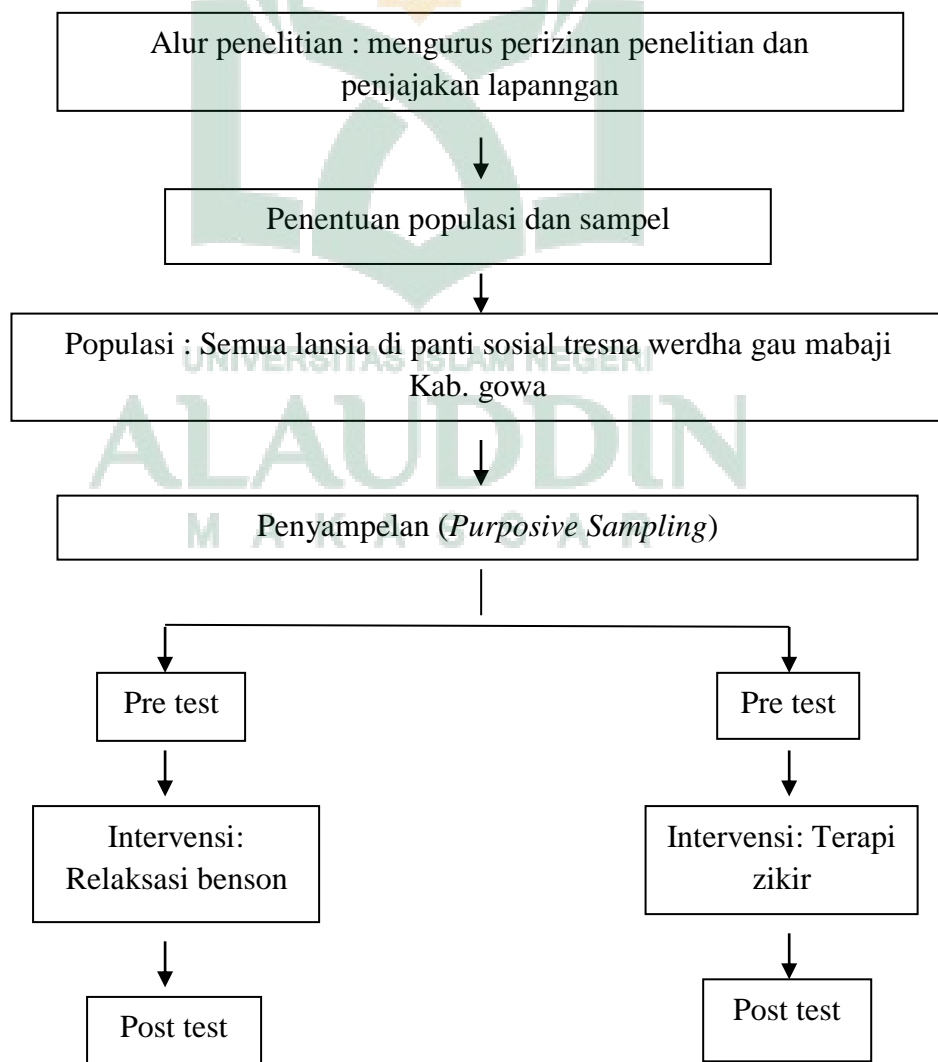 Alur penelitian : mengurus perizinan penelitian dan
penjajakan lapanngan
Penentuan populasi dan sampel
Populasi : Semua lansia di panti sosial tresna werdha gau mabaji
Kab. gowa
UNIVERSITAS ISLAM NEGERI
ALAUDDIN
Penyampelan (Purposive Sampling)
M A K A S S A R
Pre test
Pre test
Intervensi:
Relaksasi benson
Intervensi: Terapi
zikir
Post test
Post test